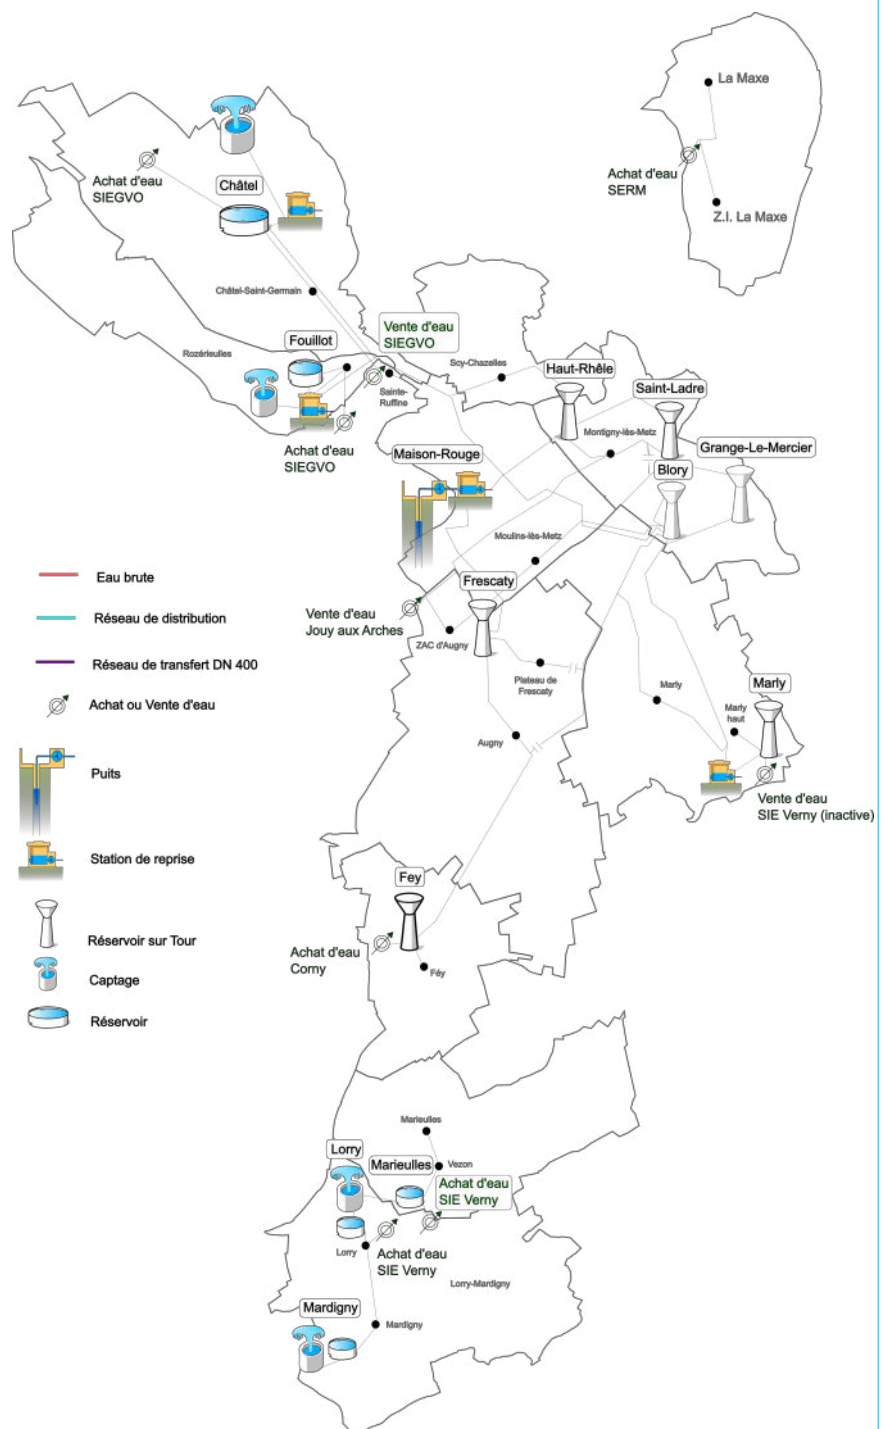 La Maxe
Achat d'eau
SERM
Z.I. La Maxe
Achat d'eau
SIEGVO
Châtel
Châtel-Saint-Germain
Vente d'eau
SIEGVO
Fouillot
Rozérieulles
Scy-Chazelles
Sainte-
Ruffine
Haut-Rhêle
Saint-Ladre
Achat d'eau
SIEGVO
Montigny-lès-Metz
Grange-Le-Mercier
Maison-Rouge
Blory
Moulins-lès-Metz
Eau brute
Frescaty
Réseau de distribution
Vente d'eau
Jouy aux Arches
ZAC d'Augny
Réseau de transfert DN 400
Plateau de
Frescaty
Marly
Marly
Achat ou Vente d'eau
Marly
haut
Augny
Puits
Vente d'eau
SIE Verny (inactive)
Station de reprise
Fey
Réservoir sur Tour
Achat d'eau
Corny
Féy
Captage
Réservoir
Marieulles
Lorry
Marieulles
Vezon
Achat d'eau
SIE Verny
Lorry
Achat d'eau
SIE Verny
Lorry-Mardigny
Mardigny
Mardigny